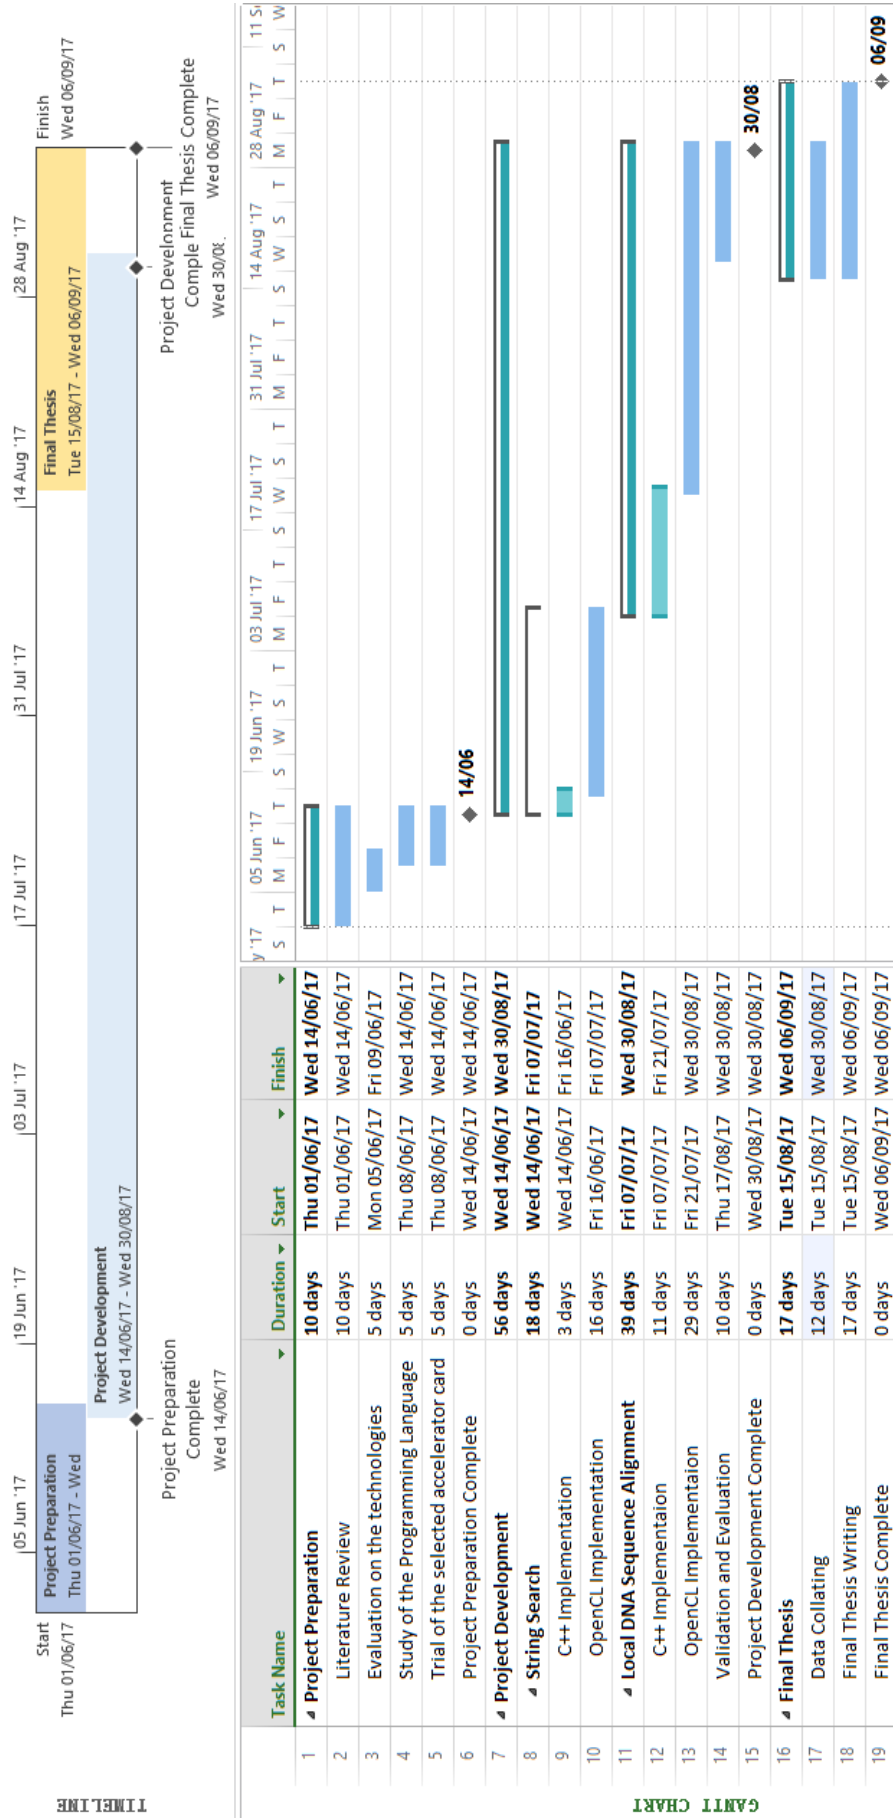 TIMELINE
05 Jun '17 19 Jun '17 03 Jul '17 17 Jul '17 31 Jul '17 14 Aug '17 28 Aug '17
Start
Thu 01/06/17
Project Preparation
Thu 01/06/17 - Wed
Final Thesis
Tue 15/08/17 - Wed 06/09/17
Finish
Wed 06/09/17
Project Development
Wed 14/06/17 - Wed 30/08/17
Project Preparation
Complete
Wed 14/06/17
Project Development
Comple
Wed 30/08
Final Thesis Complete
Wed 06/09/17
GANTT CHART
Task Name Duration Start Finish
y '17 05 Jun '17 19 Jun '17 03 Jul '17 17 Jul '17 31 Jul '17 14 Aug '17 28 Aug '17 11 S
S T M F T S W S T M F T S W S T M F T S W S T M F T S W
1 Project Preparation 10 days Thu 01/06/17 Wed 14/06/17
2 Literature Review 10 days Thu 01/06/17 Wed 14/06/17
3 Evaluation on the technologies 5 days Mon 05/06/17 Fri 09/06/17
4 Study of the Programming Language 5 days Thu 08/06/17 Wed 14/06/17
5 Trial of the selected accelerator card 5 days Thu 08/06/17 Wed 14/06/17
6 Project Preparation Complete 0 days Wed 14/06/17 Wed 14/06/17 14/06
7 Project Development 56 days Wed 14/06/17 Wed 30/08/17
8 String Search 18 days Wed 14/06/17 Fri 07/07/17
9 C++ Implementation 3 days Wed 14/06/17 Fri 16/06/17
10 OpenCL Implementation 16 days Fri 16/06/17 Fri 07/07/17
11 Local DNA Sequence Alignment 39 days Fri 07/07/17 Wed 30/08/17
12 C++ Implementaion 11 days Fri 07/07/17 Fri 21/07/17
13 OpenCL Implementaion 29 days Fri 21/07/17 Wed 30/08/17
14 Validation and Evaluation 10 days Thu 17/08/17 Wed 30/08/17
15 Project Development Complete 0 days Wed 30/08/17 Wed 30/08/17 30/08
16 Final Thesis 17 days Tue 15/08/17 Wed 06/09/17
17 Data Collating 12 days Tue 15/08/17 Wed 30/08/17
18 Final Thesis Writing 17 days Tue 15/08/17 Wed 06/09/17
19 Final Thesis Complete 0 days Wed 06/09/17 Wed 06/09/17 06/09